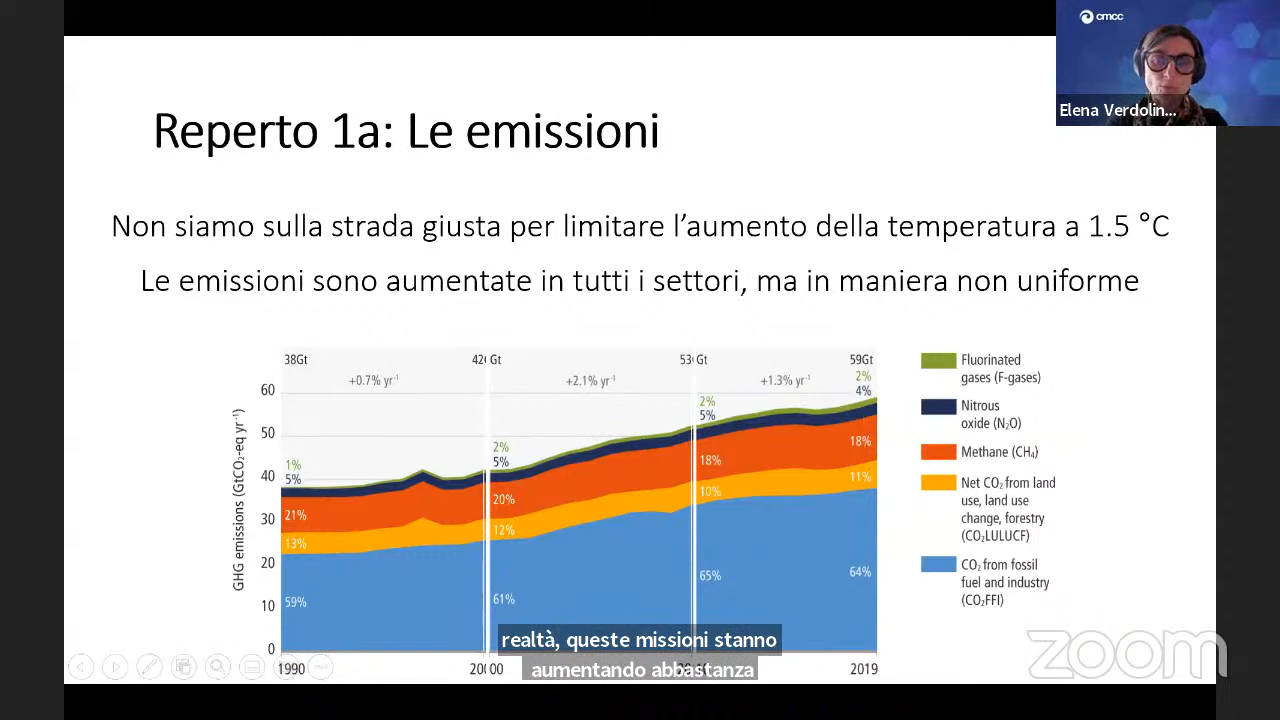 cmcc
Elena Verdolin...
Reperto 1a: Le emissioni
Non siamo sulla strada giusta per limitare l’aumento della temperatura a 1.5 °C
Le emissioni sono aumentate in tutti i settori, ma in maniera non uniforme
38Gt 42 Gt 53 Gt 59Gt
+0.7% yr⁻¹ +2.1% yr⁻¹ +1.3% yr⁻¹
GHG emissions (GtCO₂-eq yr⁻¹)
60
50
40
30
20
10
0
1%
5%
21%
13%
59%
2%
5%
20%
12%
61%
2%
5%
18%
10%
65%
2%
4%
18%
11%
64%
1990 2000 2019
Fluorinated
gases (F-gases)
Nitrous
oxide (N₂O)
Methane (CH₄)
Net CO₂ from land
use, land use
change, forestry
(CO₂LULUCF)
CO₂ from fossil
fuel and industry
(CO₂FFI)
realtà, queste missioni stanno
aumentando abbastanza
zoom